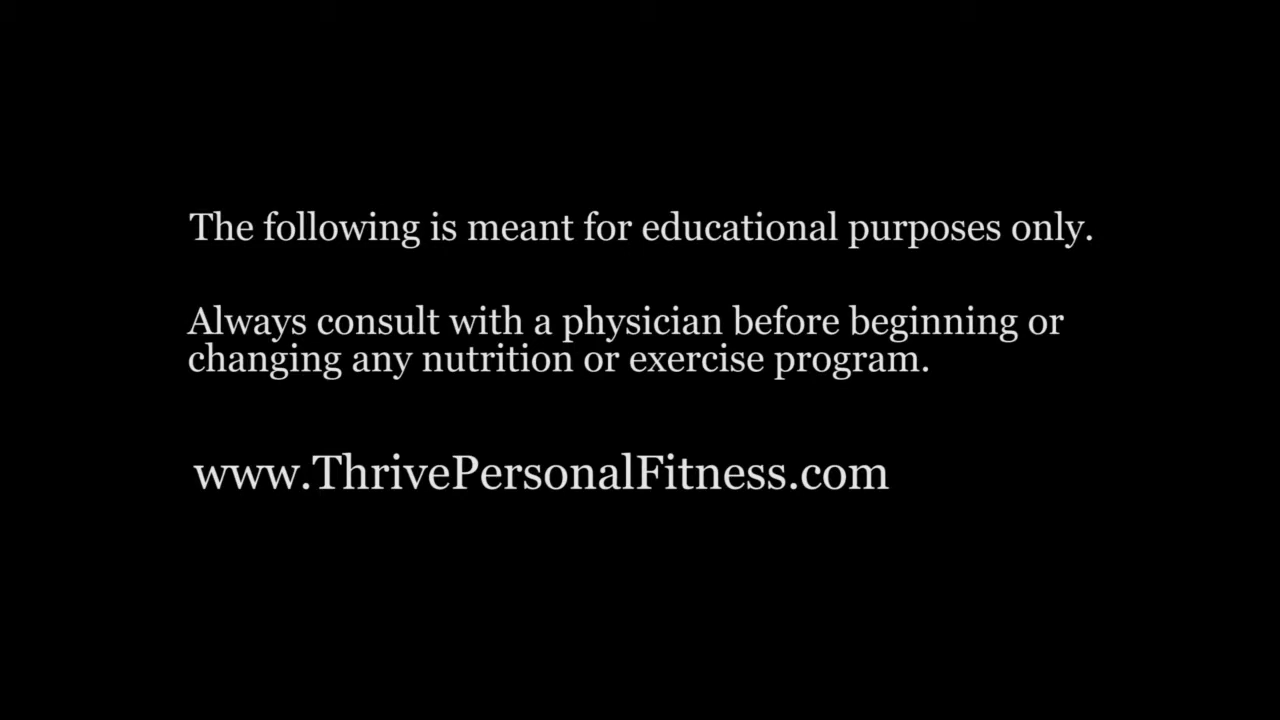 The following is meant for educational purposes only.
Always consult with a physician before beginning or
changing any nutrition or exercise program.
www.ThrivePersonalFitness.com